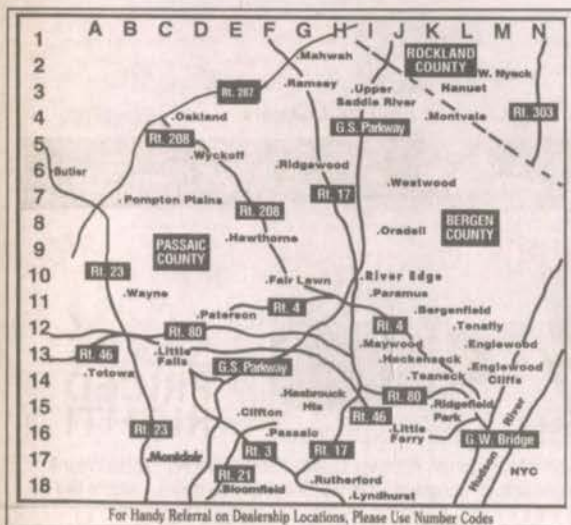 A B C D E F G H I J K L M N
1
Mahwah
ROCKLAND COUNTY
2
W. Nyack
Rt. 287
.Ramsey
.Upper Saddle River
Hanuet
3
4
.Oakland
G.S. Parkway
.Montvale
Rt. 303
5
Rt. 208
.Wyckoff
6
Butler
Ridgewood
.Westwood
7
.Pompton Plains
Rt. 208
Rt. 17
8
.Hawthorne
.Oradell
BERGEN COUNTY
9
PASSAIC COUNTY
10
Rt. 23
.Fair Lawn
.River Edge
.Wayne
.Paramus
11
.Paterson
Rt. 4
Rt. 4
.Bergenfield
12
Rt. 80
.Tenafly
.Maywood
.Englewood
13
Rt. 46
.Little Falls
G.S. Parkway
.Hackensack
.Englewood Cliffs
.Totowa
.Teaneck
14
Hasbrouck His
Rt. 80
15
.Clifton
Rt. 46
.Ridgefield Park
16
Rt. 23
.Passaic
.Little Ferry
G.W. Bridge
17
Montclair
Rt. 3
Rt. 17
Hudson River
NYC
Rt. 21
.Rutherford
18
.Bloomfield
.Lyndhurst
For Handy Referral on Dealership Locations, Please Use Number Codes